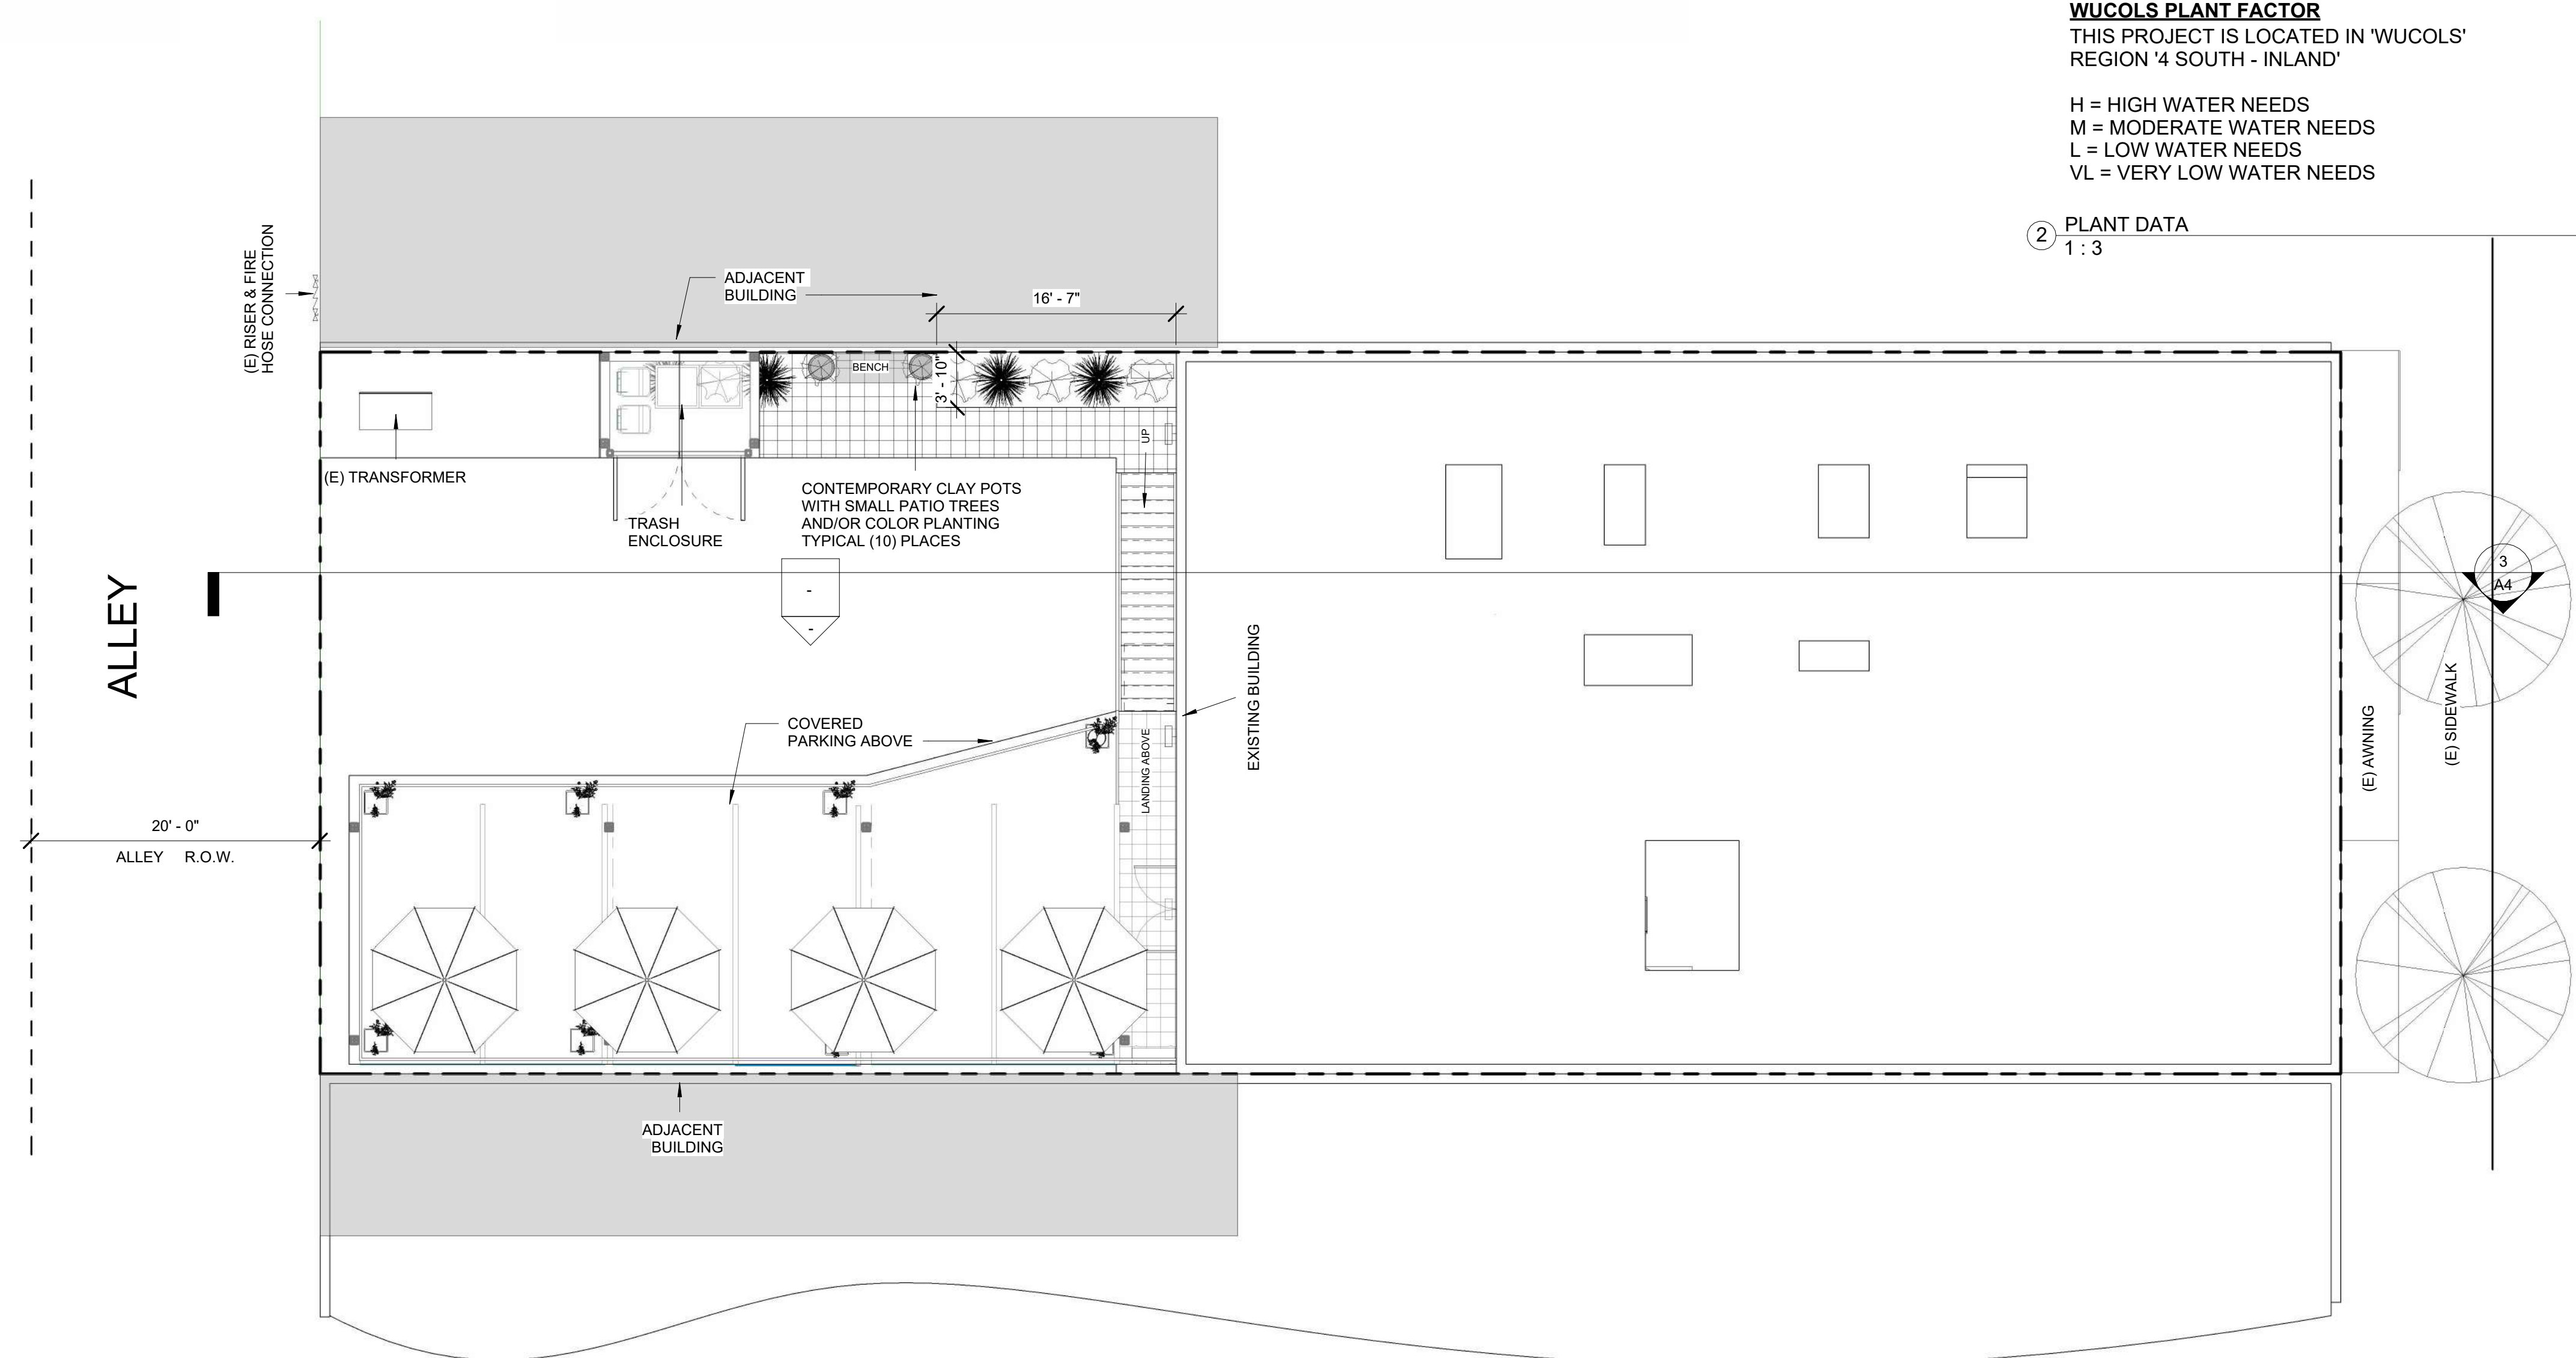 WUCOLS PLANT FACTOR
THIS PROJECT IS LOCATED IN 'WUCOLS'
REGION '4 SOUTH - INLAND'
H = HIGH WATER NEEDS
M = MODERATE WATER NEEDS
L = LOW WATER NEEDS
VL = VERY LOW WATER NEEDS
2
PLANT DATA
1 : 3
(E) RISER & FIRE
HOSE CONNECTION
ADJACENT
BUILDING
16' - 7"
3' - 10"
BENCH
UP
(E) TRANSFORMER
TRASH
ENCLOSURE
CONTEMPORARY CLAY POTS
WITH SMALL PATIO TREES
AND/OR COLOR PLANTING
TYPICAL (10) PLACES
-
-
ALLEY
3
A4
EXISTING BUILDING
COVERED
PARKING ABOVE
LANDING ABOVE
(E) AWNING
(E) SIDEWALK
20' - 0"
ALLEY R.O.W.
ADJACENT
BUILDING